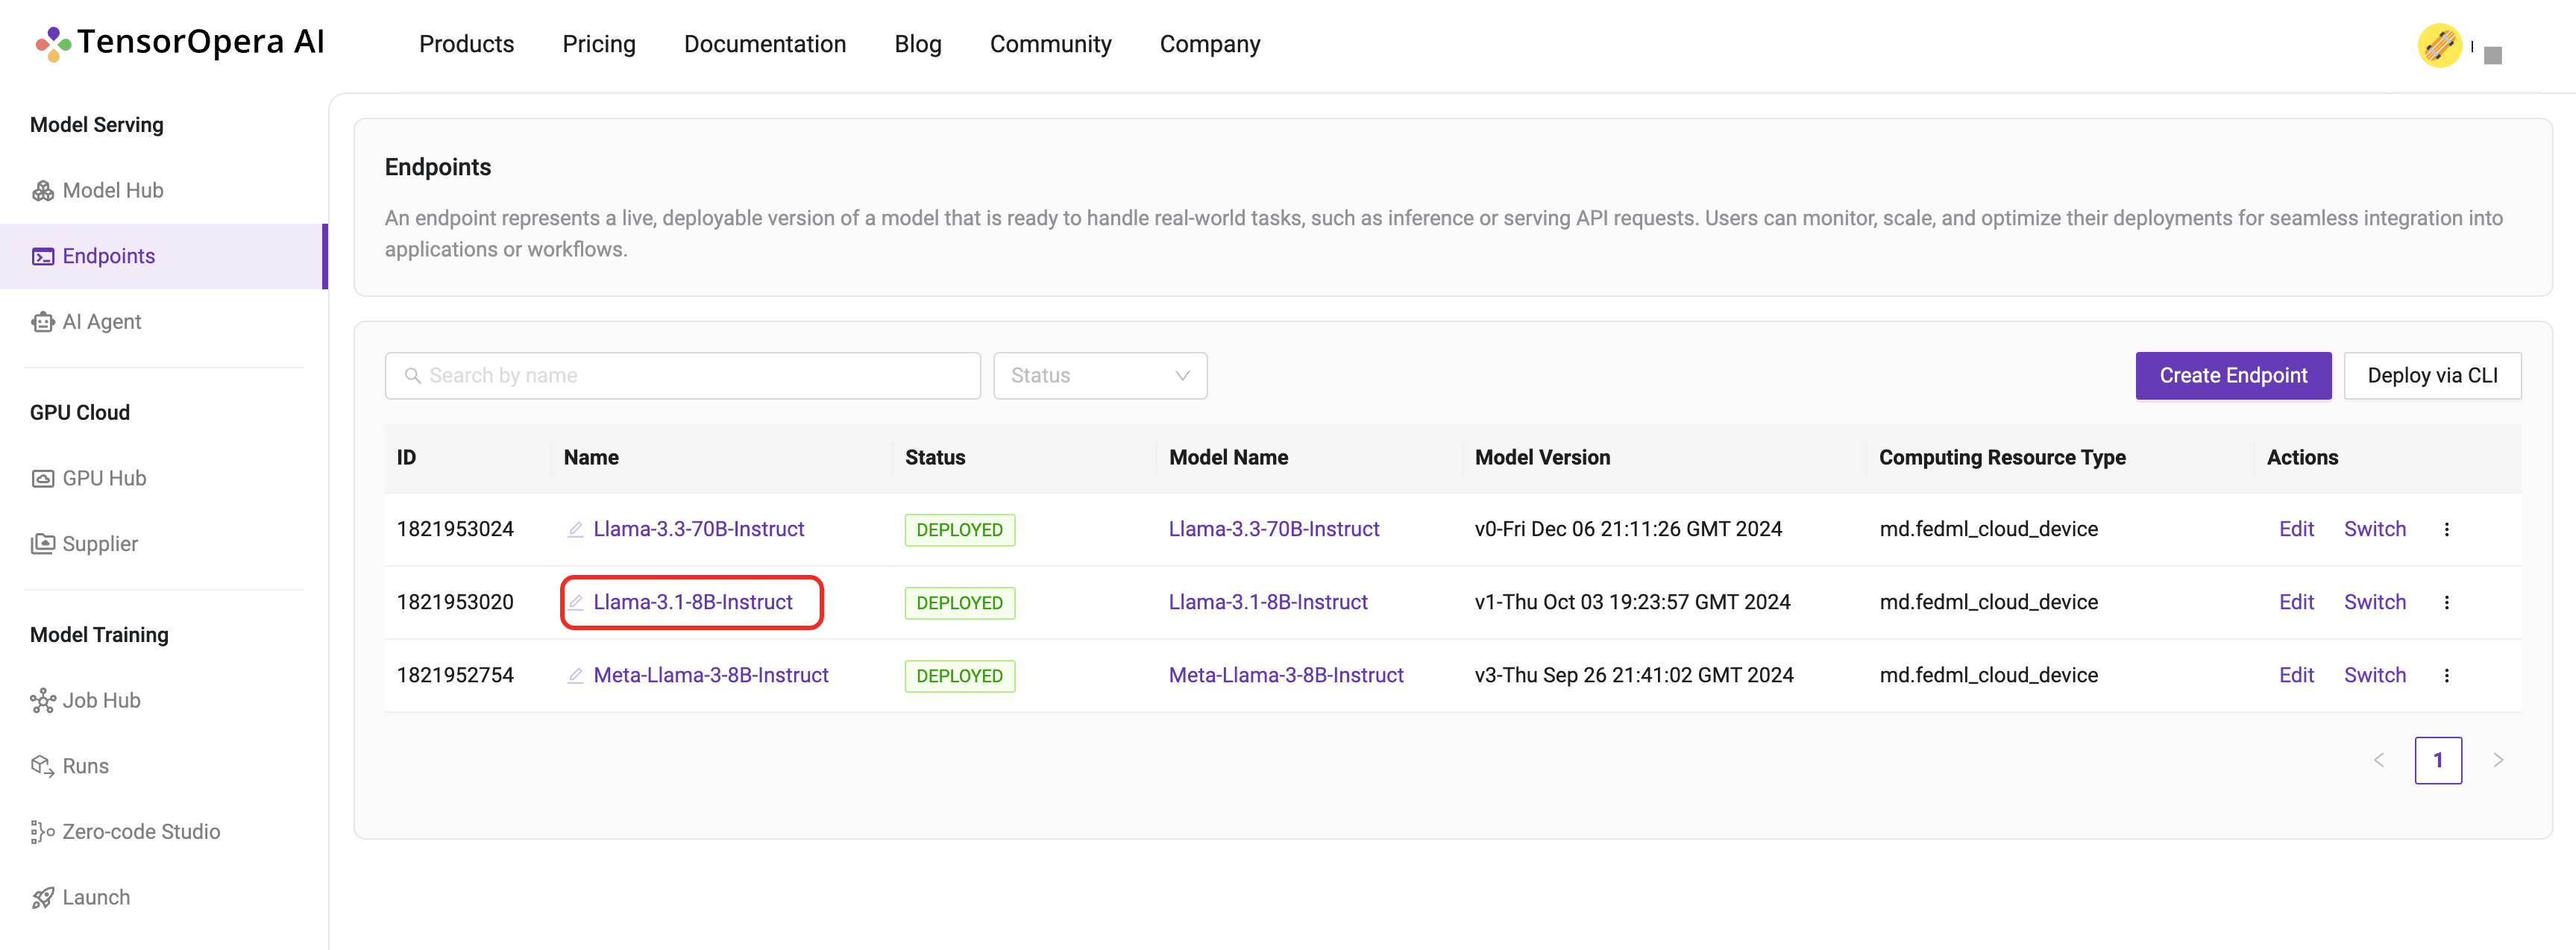 TensorOpera AI
Products Pricing Documentation Blog Community Company
Model Serving
Model Hub
Endpoints
AI Agent
GPU Cloud
GPU Hub
Supplier
Model Training
Job Hub
Runs
Zero-code Studio
Launch
Endpoints
An endpoint represents a live, deployable version of a model that is ready to handle real-world tasks, such as inference or serving API requests. Users can monitor, scale, and optimize their deployments for seamless integration into
applications or workflows.
Search by name Status Create Endpoint Deploy via CLI
ID Name Status Model Name Model Version Computing Resource Type Actions
1821953024 Llama-3.3-70B-Instruct DEPLOYED Llama-3.3-70B-Instruct v0-Fri Dec 06 21:11:26 GMT 2024 md.fedml_cloud_device Edit Switch
1821953020 Llama-3.1-8B-Instruct DEPLOYED Llama-3.1-8B-Instruct v1-Thu Oct 03 19:23:57 GMT 2024 md.fedml_cloud_device Edit Switch
1821952754 Meta-Llama-3-8B-Instruct DEPLOYED Meta-Llama-3-8B-Instruct v3-Thu Sep 26 21:41:02 GMT 2024 md.fedml_cloud_device Edit Switch
1